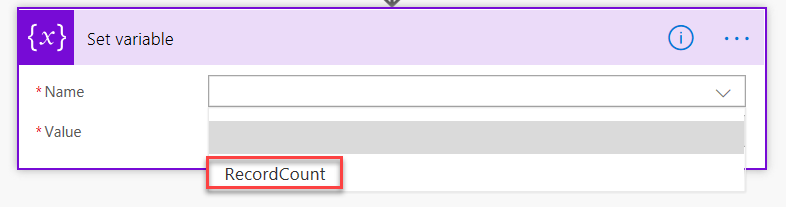 {x} Set variable
* Name
* Value
RecordCount